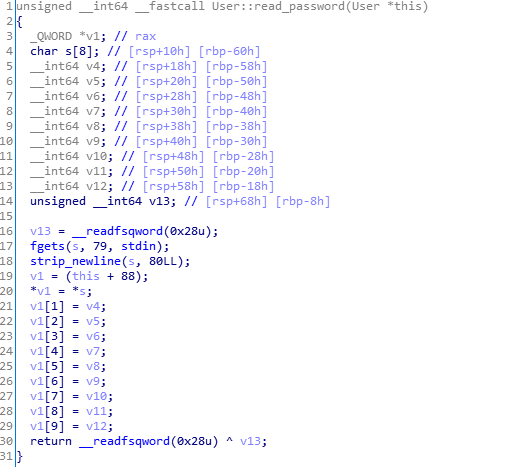 1 unsigned __int64 __fastcall User::read_password(User *this)
2 {
3 _QWORD *v1; // rax
4 char s[8]; // [rsp+10h] [rbp-60h]
5 __int64 v4; // [rsp+18h] [rbp-58h]
6 __int64 v5; // [rsp+20h] [rbp-50h]
7 __int64 v6; // [rsp+28h] [rbp-48h]
8 __int64 v7; // [rsp+30h] [rbp-40h]
9 __int64 v8; // [rsp+38h] [rbp-38h]
10 __int64 v9; // [rsp+40h] [rbp-30h]
11 __int64 v10; // [rsp+48h] [rbp-28h]
12 __int64 v11; // [rsp+50h] [rbp-20h]
13 __int64 v12; // [rsp+58h] [rbp-18h]
14 unsigned __int64 v13; // [rsp+68h] [rbp-8h]
15
16 v13 = __readfsqword(0x28u);
17 fgets(s, 79, stdin);
18 strip_newline(s, 80LL);
19 v1 = (this + 88);
20 *v1 = *s;
21 v1[1] = v4;
22 v1[2] = v5;
23 v1[3] = v6;
24 v1[4] = v7;
25 v1[5] = v8;
26 v1[6] = v9;
27 v1[7] = v10;
28 v1[8] = v11;
29 v1[9] = v12;
30 return __readfsqword(0x28u) ^ v13;
31 }